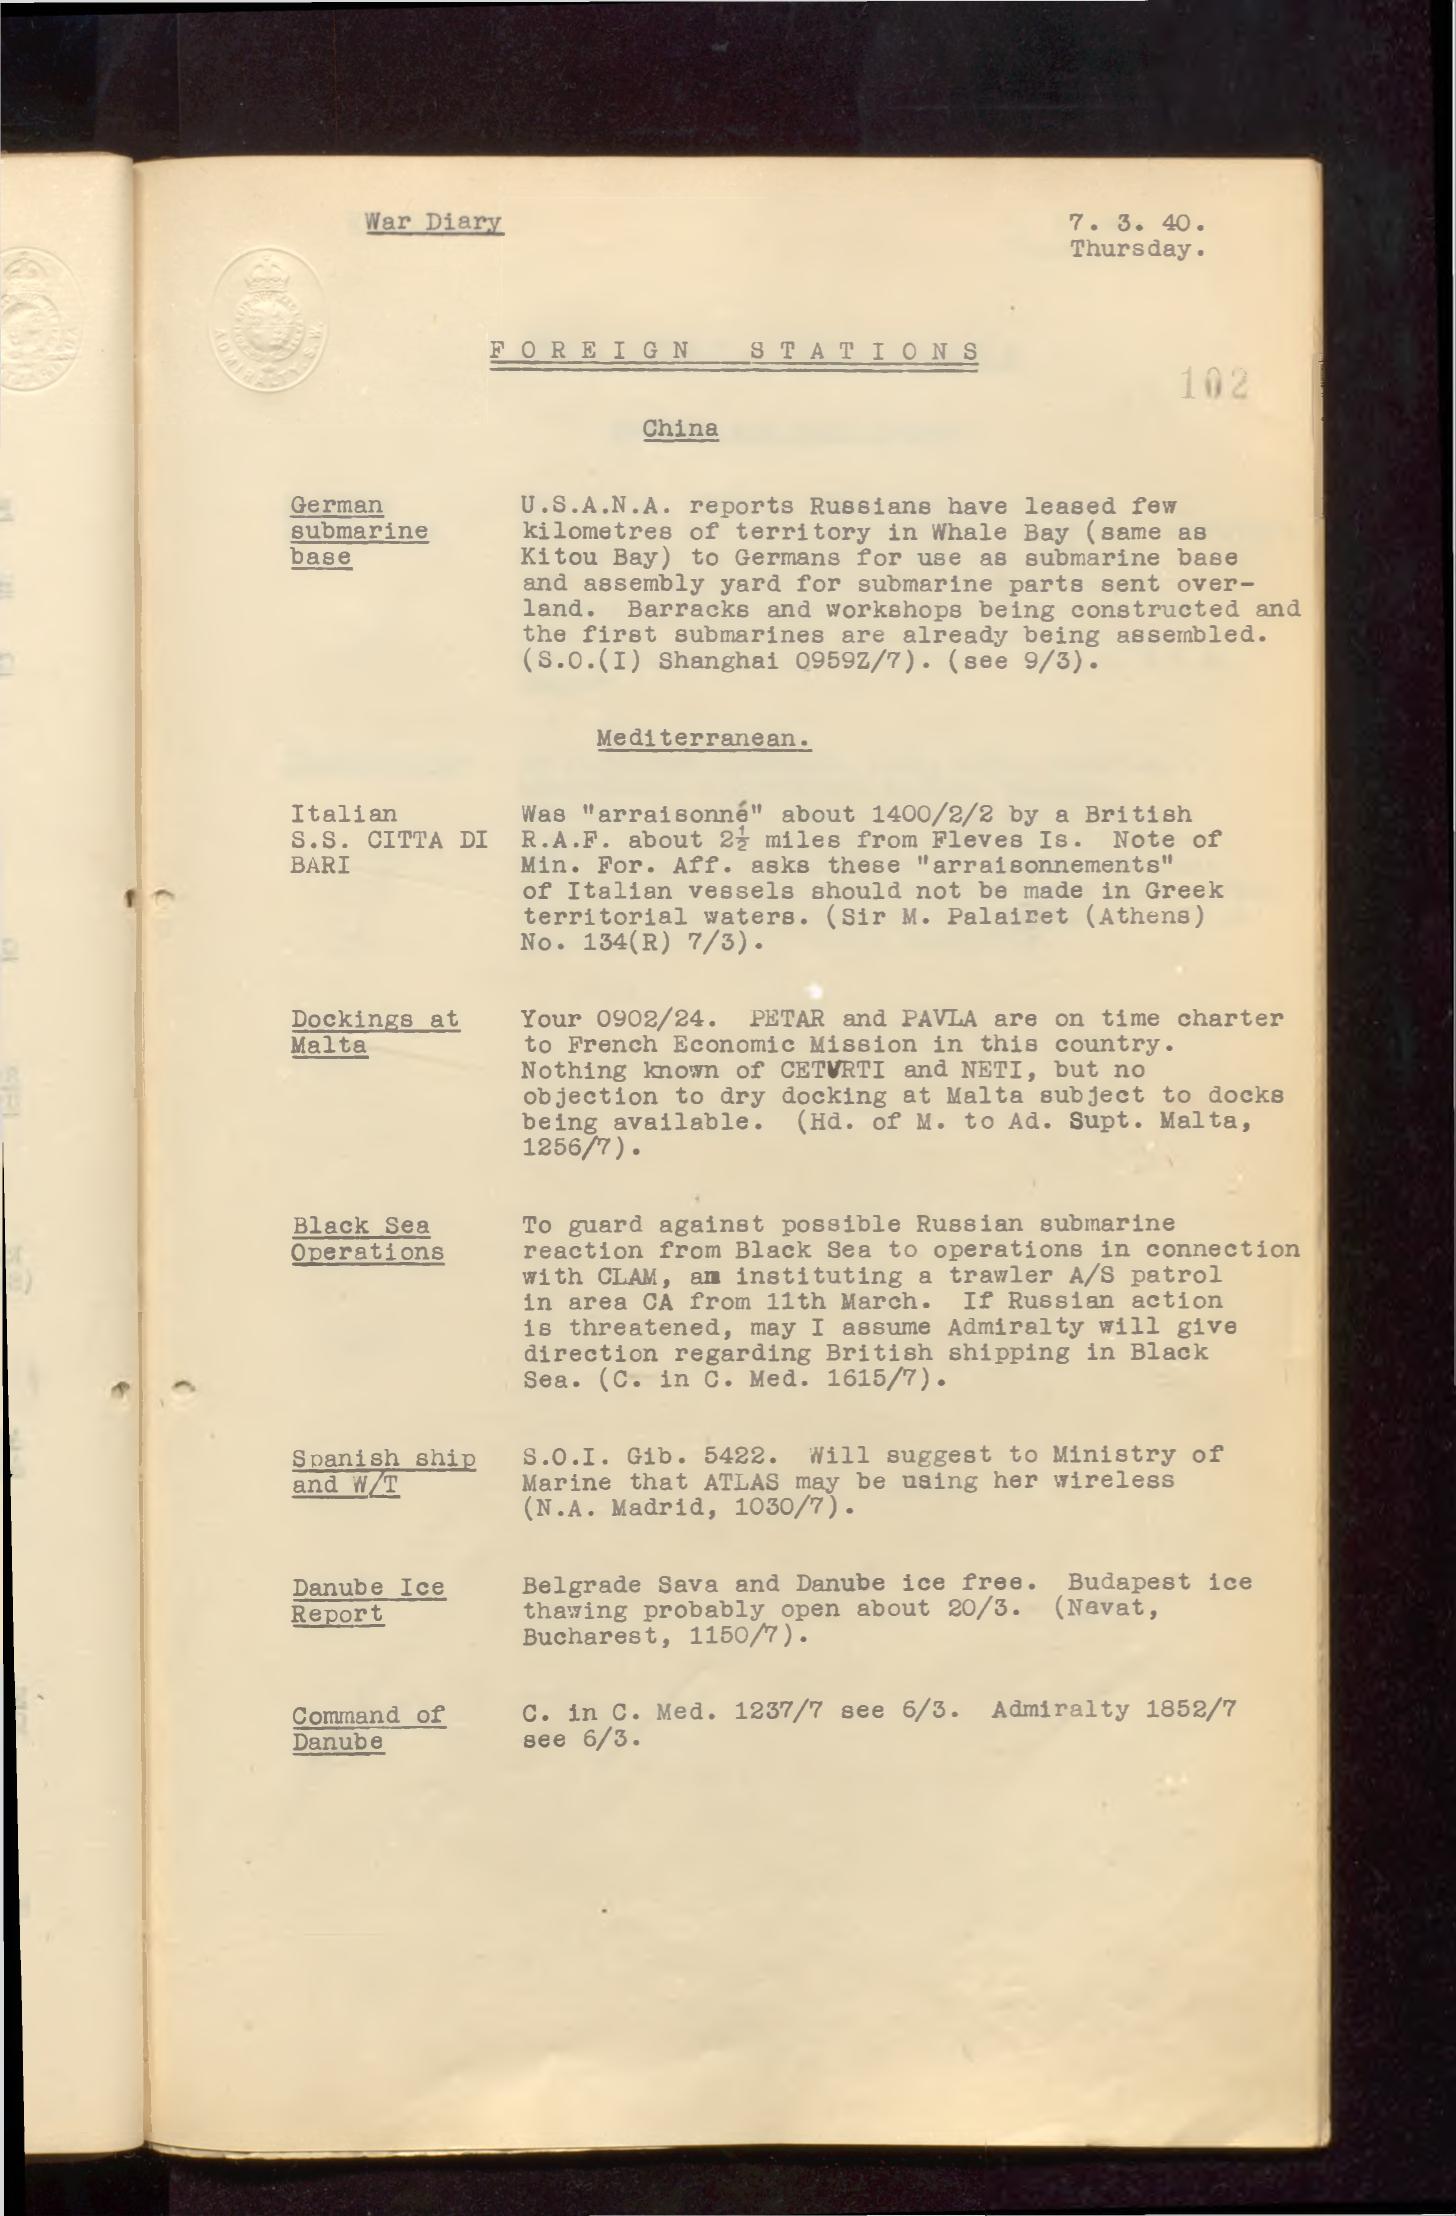 War Diary
7. 3. 40.
Thursday.
FOREIGN STATIONS
102
China
German
submarine
base
U.S.A.N.A. reports Russians have leased few
kilometres of territory in Whale Bay (same as
Kitou Bay) to Germans for use as submarine base
and assembly yard for submarine parts sent over-
land. Barracks and workshops being constructed and
the first submarines are already being assembled.
(S.O.(I) Shanghai 0959Z/7). (see 9/3).
Mediterranean.
Italian
S.S. CITTA DI
BARI
Was "arraisonné" about 1400/2/2 by a British
R.A.F. about 2½ miles from Fleves Is. Note of
Min. For. Aff. asks these "arraisonnements"
of Italian vessels should not be made in Greek
territorial waters. (Sir M. Palairet (Athens)
No. 134(R) 7/3).
Dockings at
Malta
Your 0902/24. PETAR and PAVLA are on time charter
to French Economic Mission in this country.
Nothing known of CETVRTI and NETI, but no
objection to dry docking at Malta subject to docks
being available. (Hd. of M. to Ad. Supt. Malta,
1256/7).
Black Sea
Operations
To guard against possible Russian submarine
reaction from Black Sea to operations in connection
with CLAM, am instituting a trawler A/S patrol
in area CA from 11th March. If Russian action
is threatened, may I assume Admiralty will give
direction regarding British shipping in Black
Sea. (C. in C. Med. 1615/7).
Spanish ship
and W/T
S.O.I. Gib. 5422. Will suggest to Ministry of
Marine that ATLAS may be using her wireless
(N.A. Madrid, 1030/7).
Danube Ice
Report
Belgrade Sava and Danube ice free. Budapest ice
thawing probably open about 20/3. (Navat,
Bucharest, 1150/7).
Command of
Danube
C. in C. Med. 1237/7 see 6/3. Admiralty 1852/7
see 6/3.